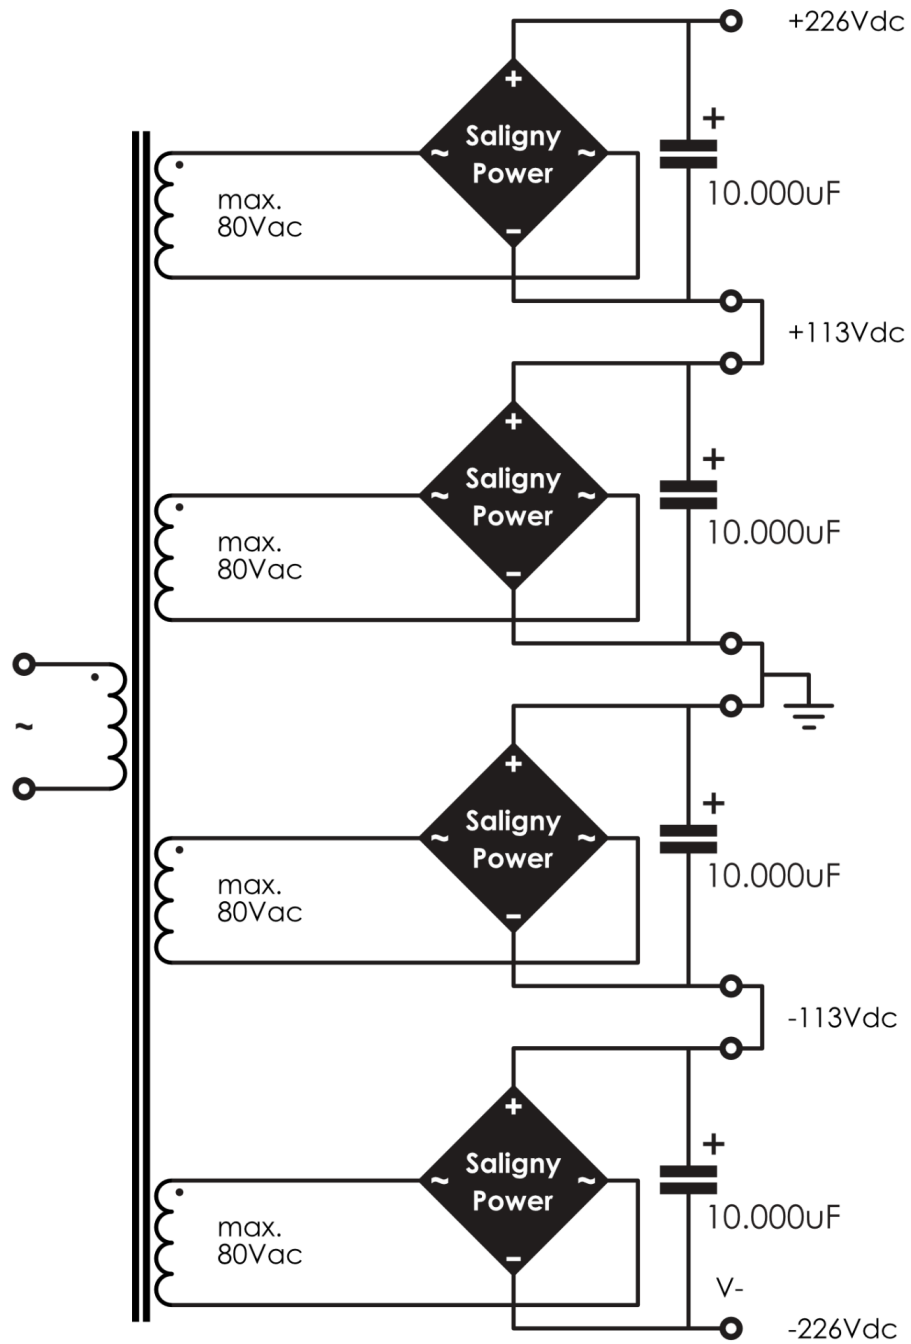 +226Vdc
+
~
Saligny
Power
~
-
+
10.000uF
max.
80Vac
+113Vdc
+
~
Saligny
Power
~
-
+
10.000uF
max.
80Vac
~
+
~
Saligny
Power
~
-
+
10.000uF
max.
80Vac
-113Vdc
+
~
Saligny
Power
~
-
+
10.000uF
max.
80Vac
V-
-226Vdc